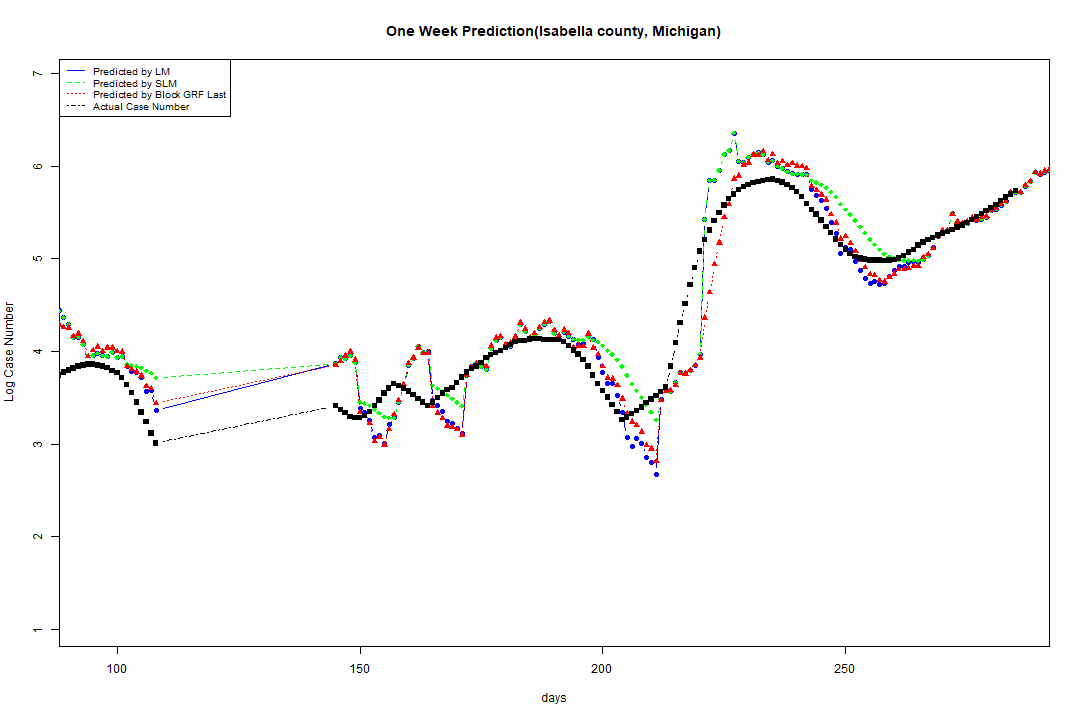 One Week Prediction(Isabella county, Michigan)
Predicted by LM
Predicted by SLM
Predicted by Block GRF Last
Actual Case Number
7
6
5
4
3
2
1
Log Case Number
100 150 200 250
days